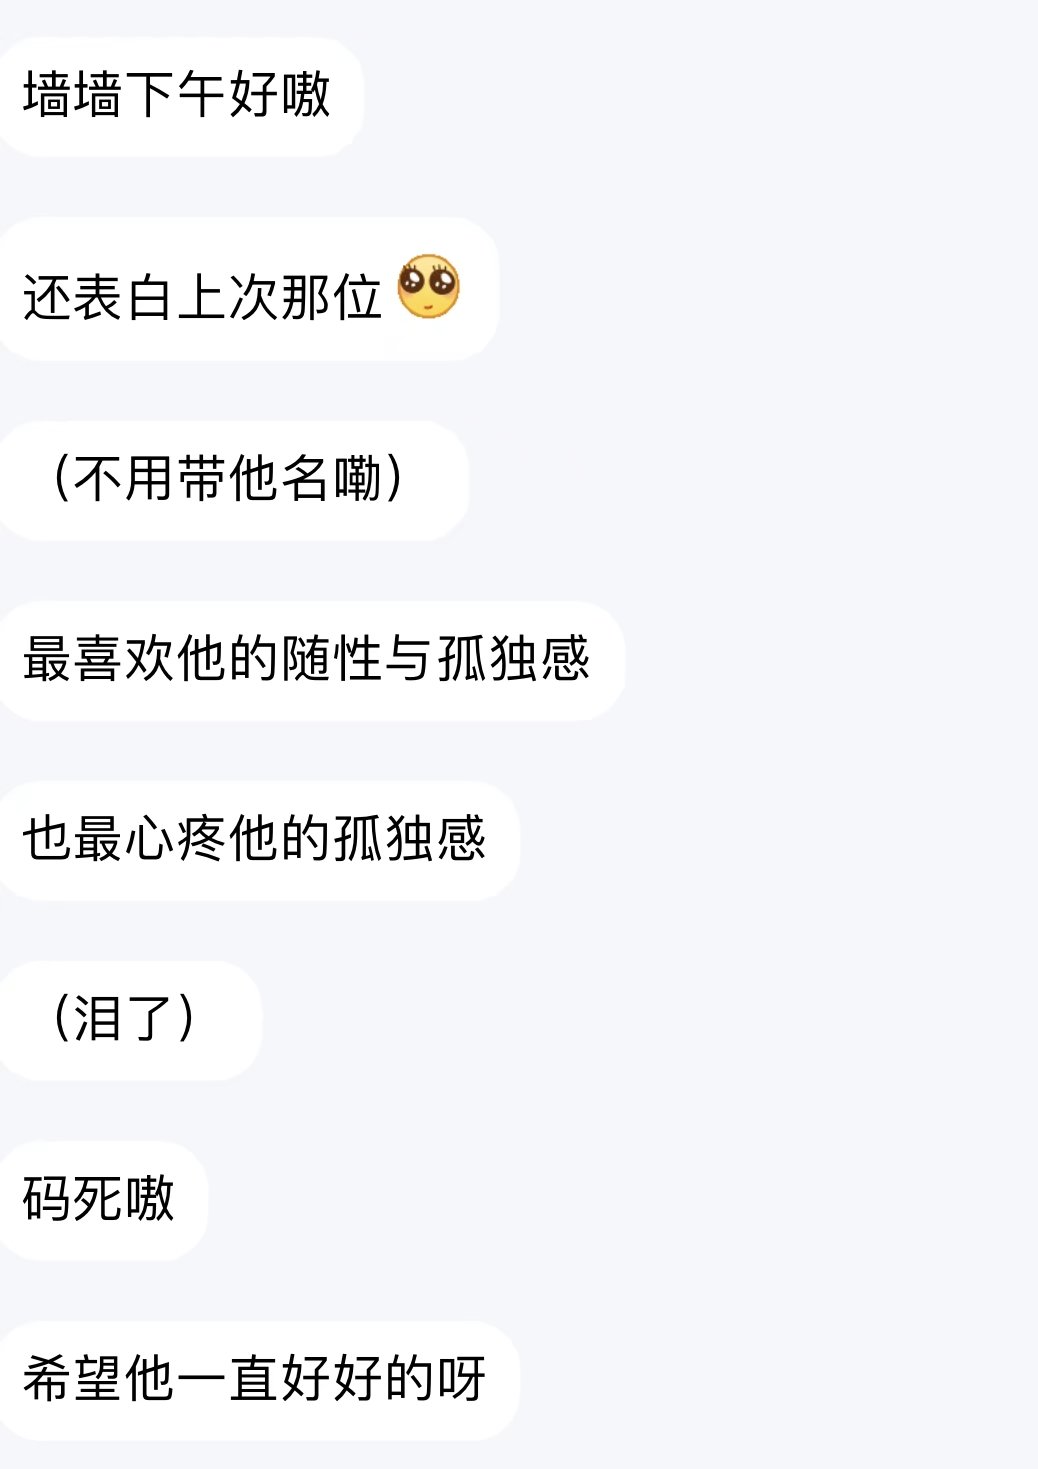 墙墙下午好嗷
还表白上次那位🥺
（不用带他名嘞）
最喜欢他的随性与孤独感
也最心疼他的孤独感
（泪了）
码死嗷
希望他一直好好的呀